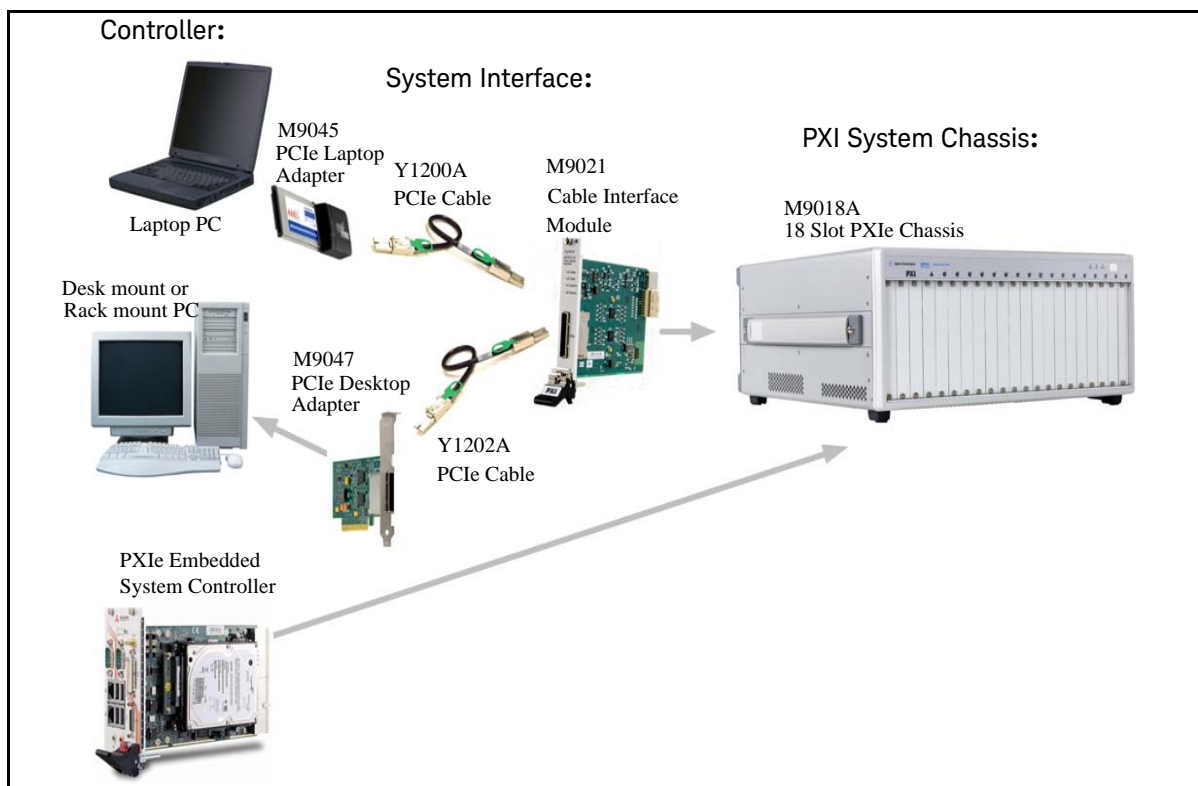 Controller:
System Interface:
PXI System Chassis:
M9045
PCIe Laptop
Adapter
Y1200A
PCIe Cable
M9021
Cable Interface
Module
M9018A
18 Slot PXIe Chassis
Laptop PC
Desk mount or
Rack mount PC
M9047
PCIe Desktop
Adapter
Y1202A
PCIe Cable
PXIe Embedded
System Controller
PXI
PXI